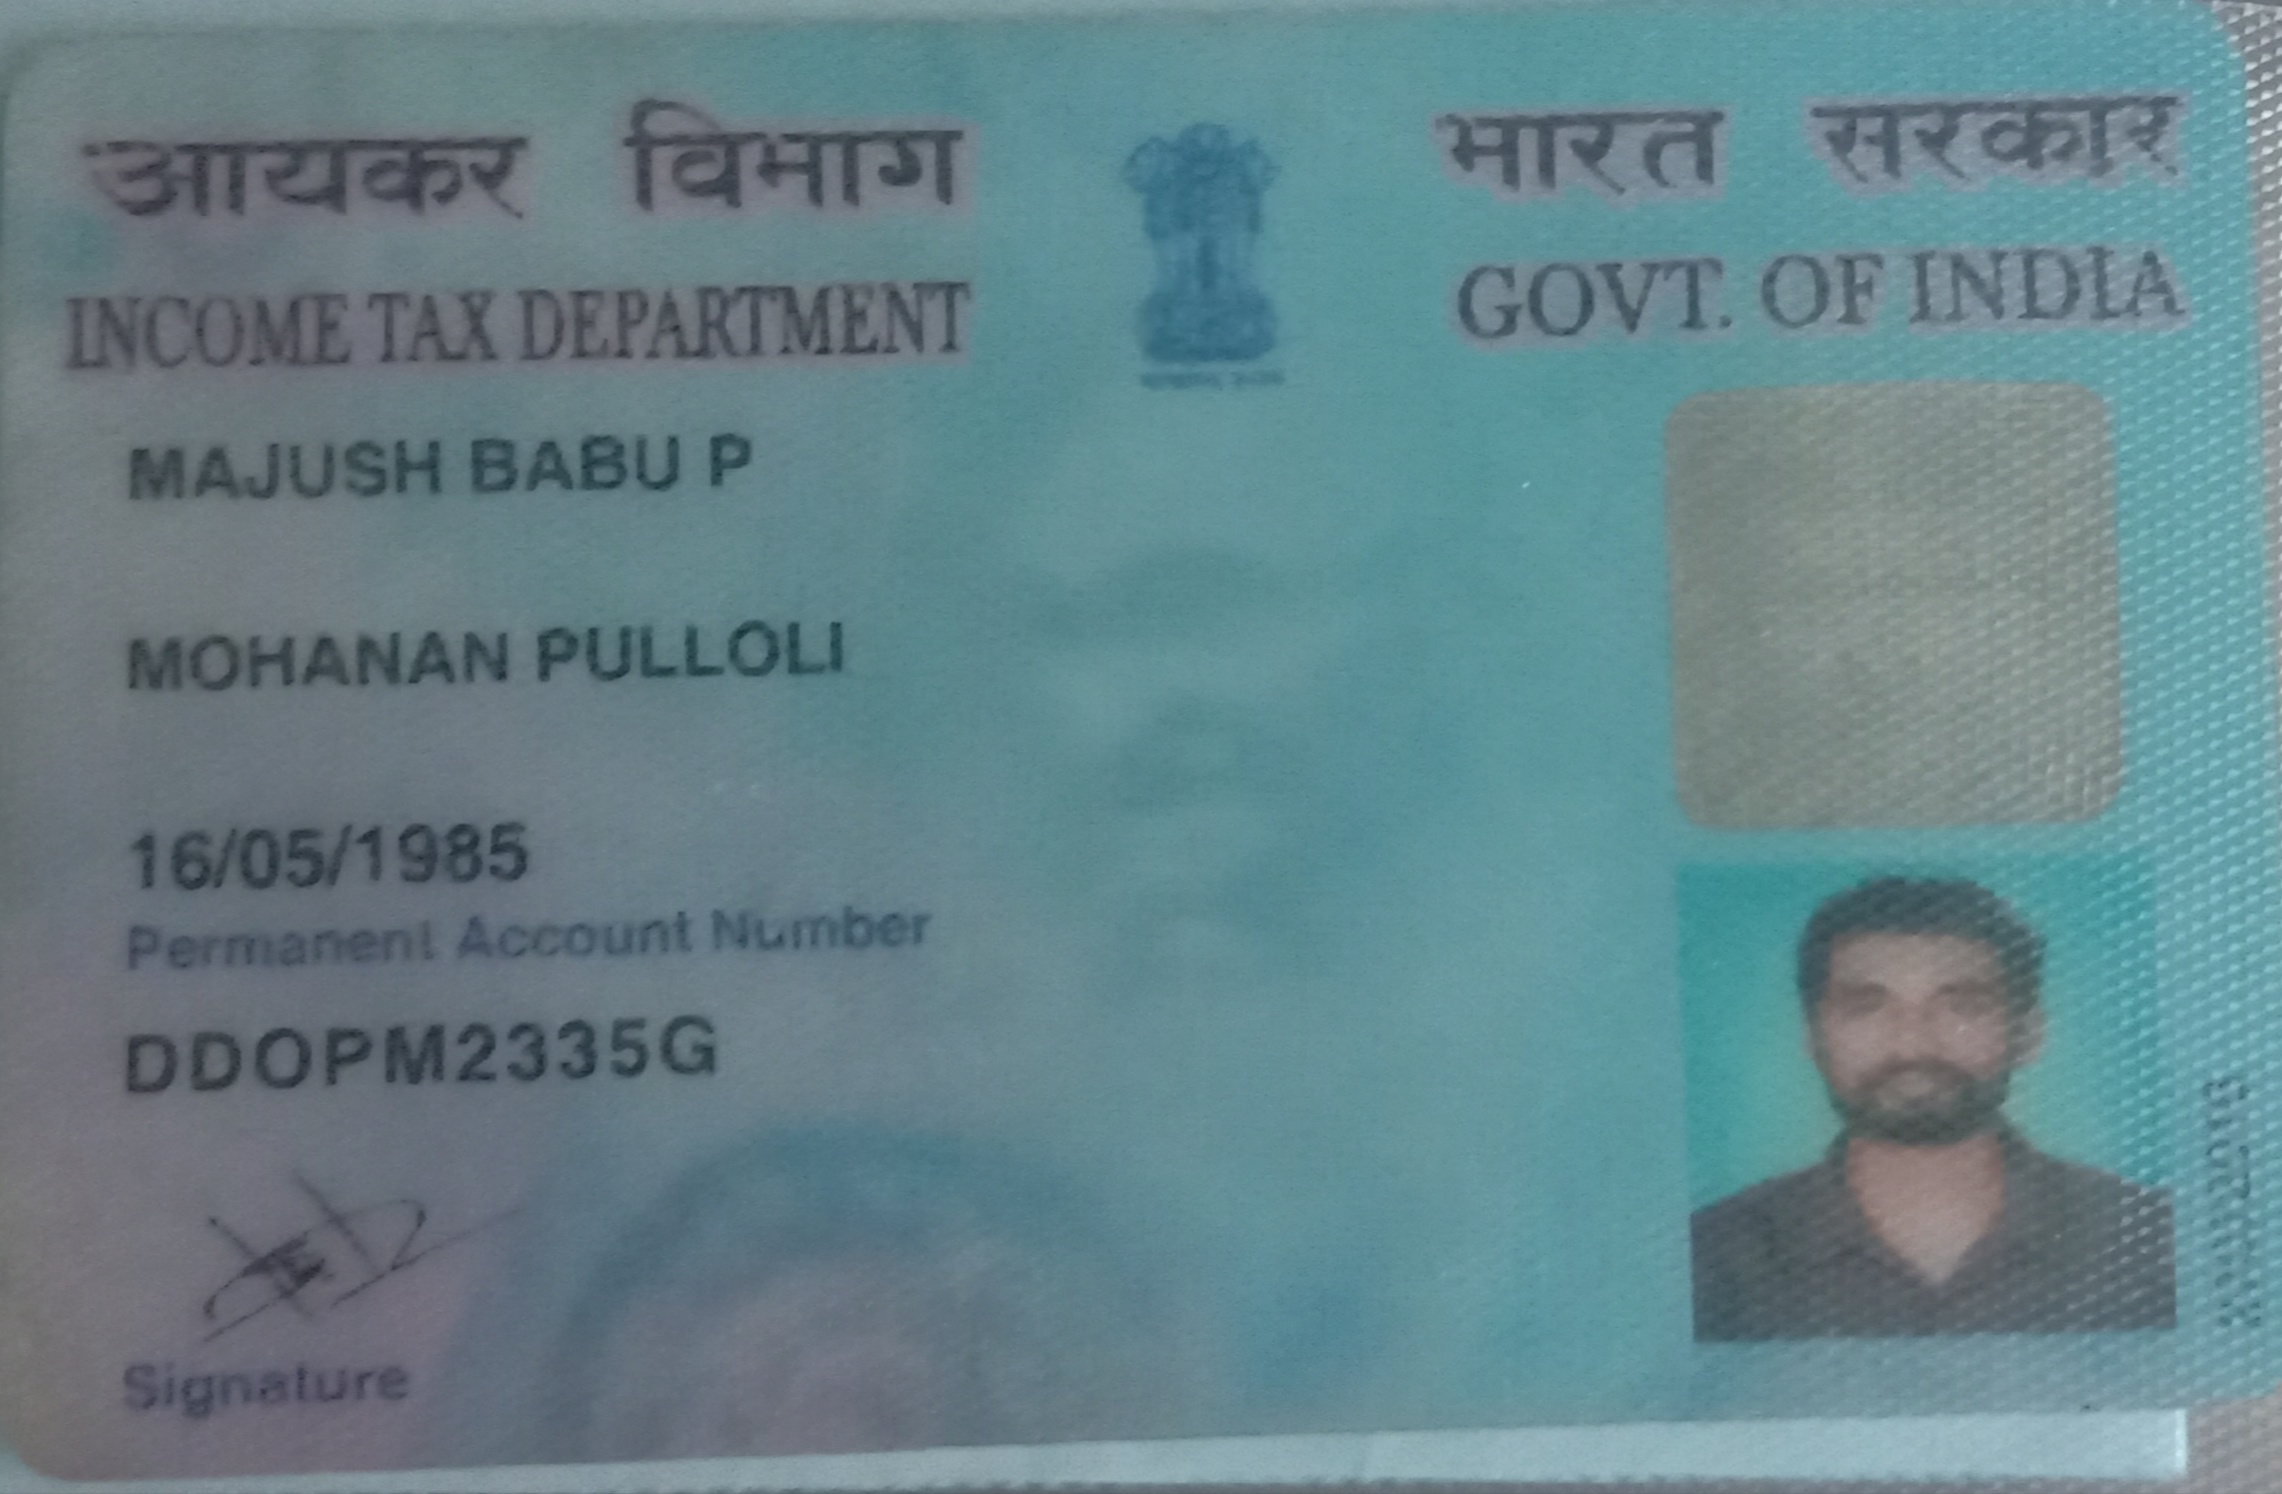 आयकर विभाग
भारत सरकार
INCOME TAX DEPARTMENT
GOVT. OF INDIA
MAJUSH BABU P
MOHANAN PULLOLI
16/05/1985
Permanent Account Number
DDOPM2335G
Signature